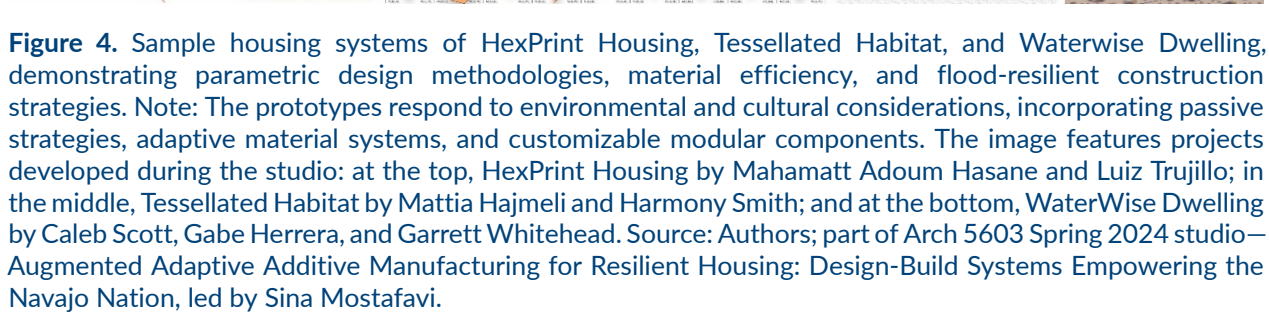 Figure 4. Sample housing systems of HexPrint Housing, Tessellated Habitat, and Waterwise Dwelling,
demonstrating parametric design methodologies, material efficiency, and flood-resilient construction
strategies. Note: The prototypes respond to environmental and cultural considerations, incorporating passive
strategies, adaptive material systems, and customizable modular components. The image features projects
developed during the studio: at the top, HexPrint Housing by Mahamatt Adoum Hasane and Luiz Trujillo; in
the middle, Tessellated Habitat by Mattia Hajmeli and Harmony Smith; and at the bottom, WaterWise Dwelling
by Caleb Scott, Gabe Herrera, and Garrett Whitehead. Source: Authors; part of Arch 5603 Spring 2024 studio—
Augmented Adaptive Additive Manufacturing for Resilient Housing: Design-Build Systems Empowering the
Navajo Nation, led by Sina Mostafavi.